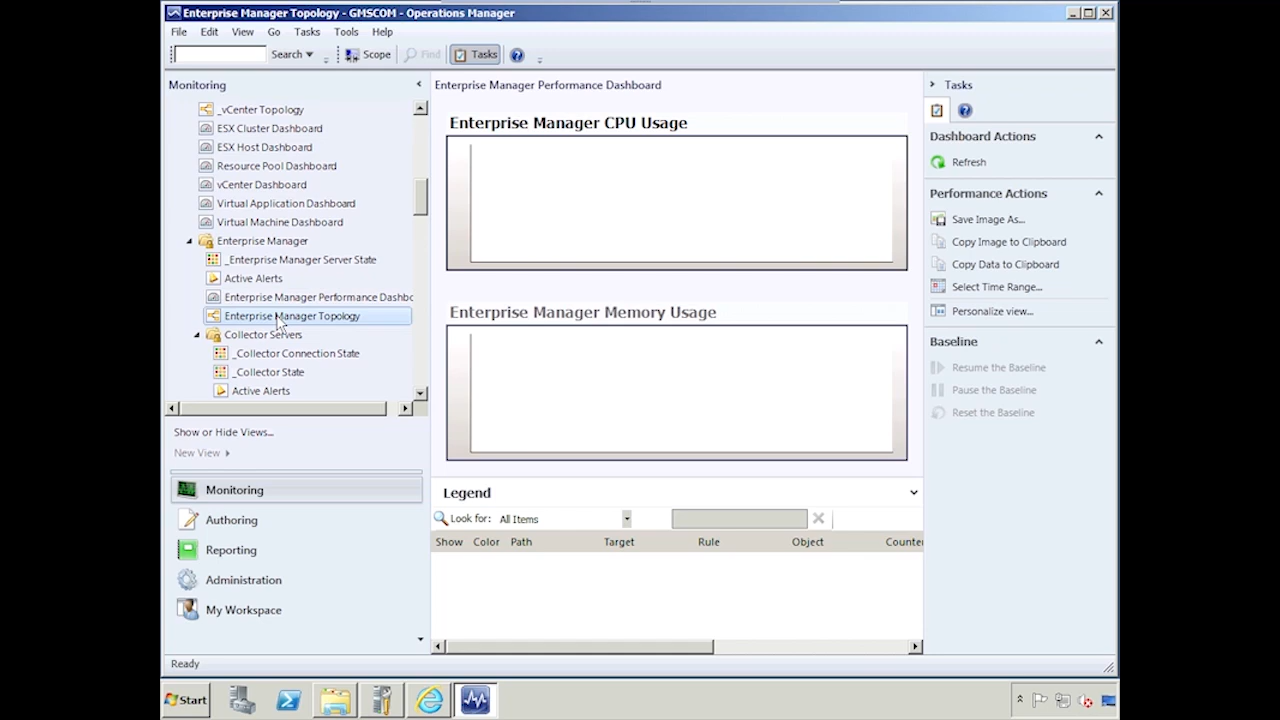 Enterprise Manager Topology - GMSCOM - Operations Manager
File Edit View Go Tasks Tools Help
Search ▼ Scope Find Tasks
Monitoring
_vCenter Topology
ESX Cluster Dashboard
ESX Host Dashboard
Resource Pool Dashboard
vCenter Dashboard
Virtual Application Dashboard
Virtual Machine Dashboard
Enterprise Manager
_Enterprise Manager Server State
Active Alerts
Enterprise Manager Performance Dashbo
Enterprise Manager Topology
Collector Servers
_Collector Connection State
_Collector State
Active Alerts
Show or Hide Views...
New View
Monitoring
Authoring
Reporting
Administration
My Workspace
Enterprise Manager Performance Dashboard
Enterprise Manager CPU Usage
Enterprise Manager Memory Usage
Legend
Look for: All Items
Show Color Path Target Rule Object Counter
Tasks
Dashboard Actions
Refresh
Performance Actions
Save Image As...
Copy Image to Clipboard
Copy Data to Clipboard
Select Time Range...
Personalize view...
Baseline
Resume the Baseline
Pause the Baseline
Reset the Baseline
Ready
Start